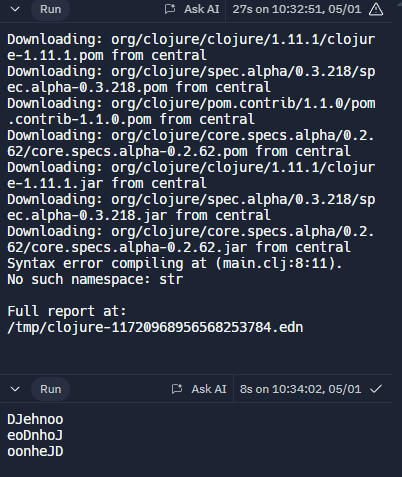 Run Ask AI 27s on 10:32:51, 05/01
Downloading: org/clojure/clojure/1.11.1/clojur
e-1.11.1.pom from central
Downloading: org/clojure/spec.alpha/0.3.218/sp
ec.alpha-0.3.218.pom from central
Downloading: org/clojure/pom.contrib/1.1.0/pom
.contrib-1.1.0.pom from central
Downloading: org/clojure/core.specs.alpha/0.2.
62/core.specs.alpha-0.2.62.pom from central
Downloading: org/clojure/clojure/1.11.1/clojur
e-1.11.1.jar from central
Downloading: org/clojure/spec.alpha/0.3.218/sp
ec.alpha-0.3.218.jar from central
Downloading: org/clojure/core.specs.alpha/0.2.
62/core.specs.alpha-0.2.62.jar from central
Syntax error compiling at (main.clj:8:11).
No such namespace: str
Full report at:
/tmp/clojure-11720968956568253784.edn
Run Ask AI 8s on 10:34:02, 05/01
DJehnoo
eoDnhoJ
oonheJD